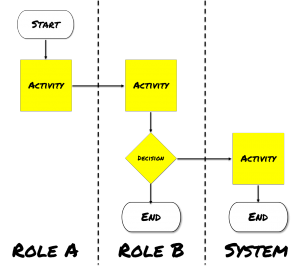 Start
Activity
Activity
Decision
Activity
End
End
Role A
Role B
System